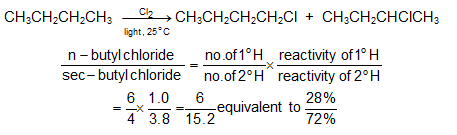 CH₃CH₂CH₂CH₃ Cl₂ light, 25°C → CH₃CH₂CH₂CH₂Cl + CH₃CH₂CHClCH₃
n – butyl chloride / sec – butyl chloride = no.of 1° H / no.of 2° H × reactivity of 1° H / reactivity of 2° H
= 6/4 × 1.0/3.8 = 6/15.2 equivalent to 28%/72%